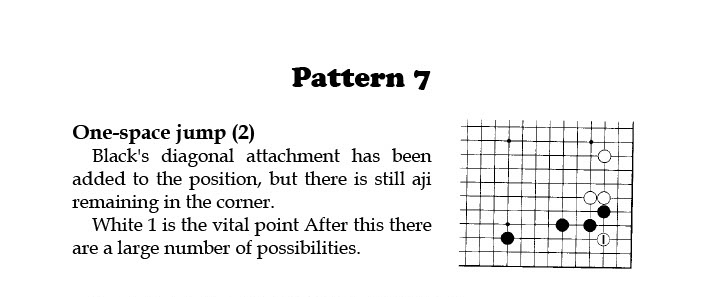 Pattern 7
One-space jump (2)
Black's diagonal attachment has been
added to the position, but there is still aji
remaining in the corner.
White 1 is the vital point After this there
are a large number of possibilities.
1